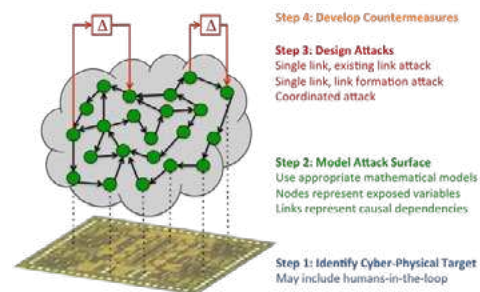 Δ
Δ
Step 4: Develop Countermeasures
Step 3: Design Attacks
Single link, existing link attack
Single link, link formation attack
Coordinated attack
Step 2: Model Attack Surface
Use appropriate mathematical models
Nodes represent exposed variables
Links represent causal dependencies
Step 1: Identify Cyber-Physical Target
May include humans-in-the-loop